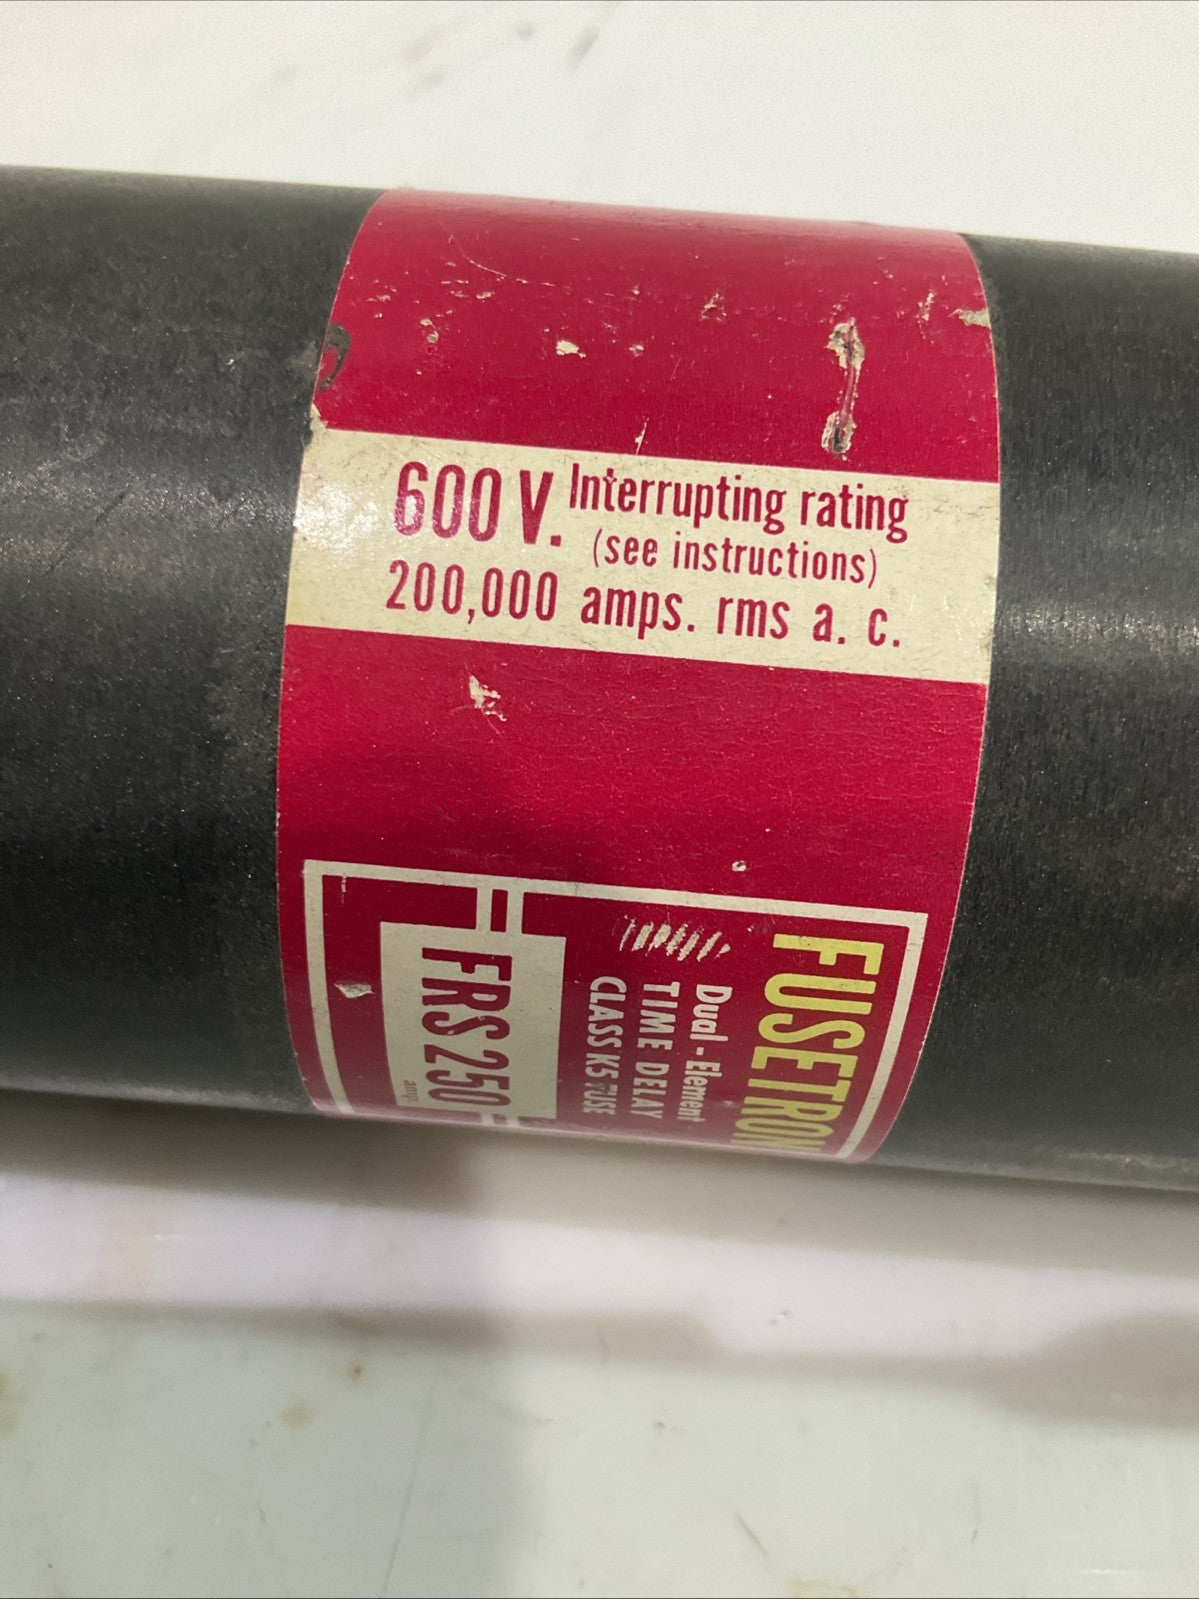 600 V. Interrupting rating
(see instructions)
200,000 amps. rms a. c.
FUSETRON
Dual-Element
TIME DELAY
CLASS K5 FUSE
FRS 250
amps